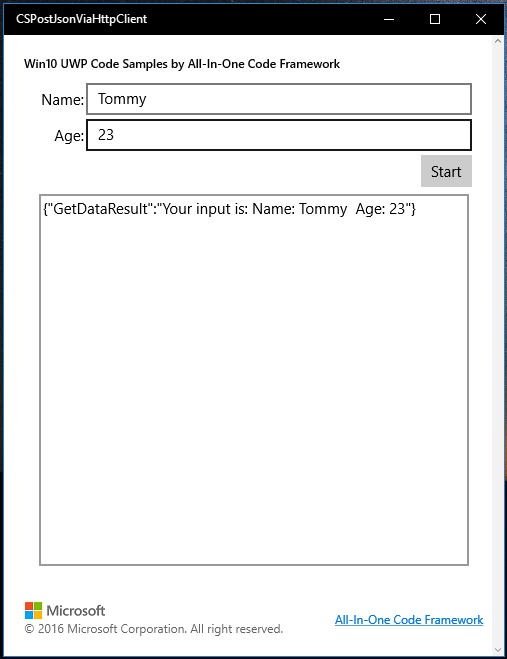 CSPostJsonViaHttpClient
Win10 UWP Code Samples by All-In-One Code Framework
Name: Tommy
Age: 23
Start
{"GetDataResult":"Your input is: Name: Tommy  Age: 23"}
Microsoft
© 2016 Microsoft Corporation. All right reserved.
All-In-One Code Framework